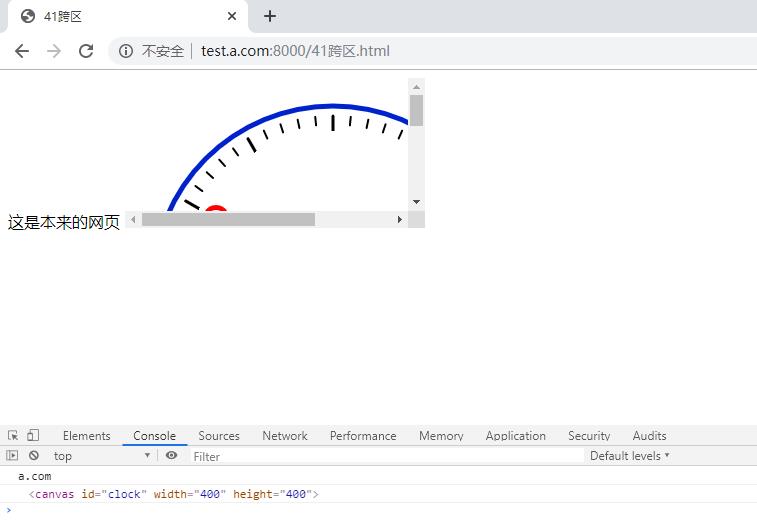 41跨区
不安全 test.a.com:8000/41跨区.html
这是本来的网页
Elements Console Sources Network Performance Memory Application Security Audits
top Filter Default levels
a.com
<canvas id="clock" width="400" height="400">